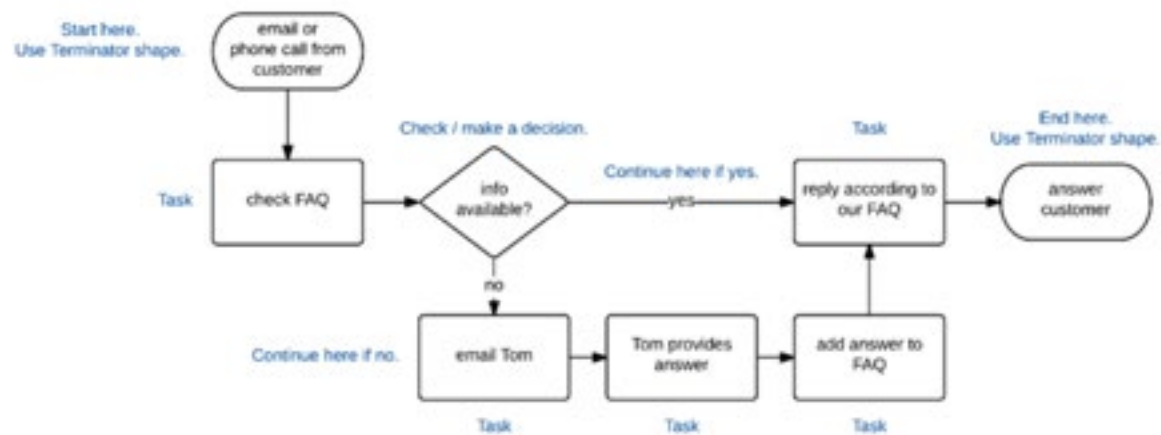 Start here.
Use Terminator shape.
email or
phone call from
customer
Check / make a decision.
Task
End here.
Use Terminator shape.
Task
check FAQ
info
available?
Continue here if yes.
yes
reply according to
our FAQ
answer
customer
no
Continue here if no.
email Tom
Tom provides
answer
add answer to
FAQ
Task
Task
Task